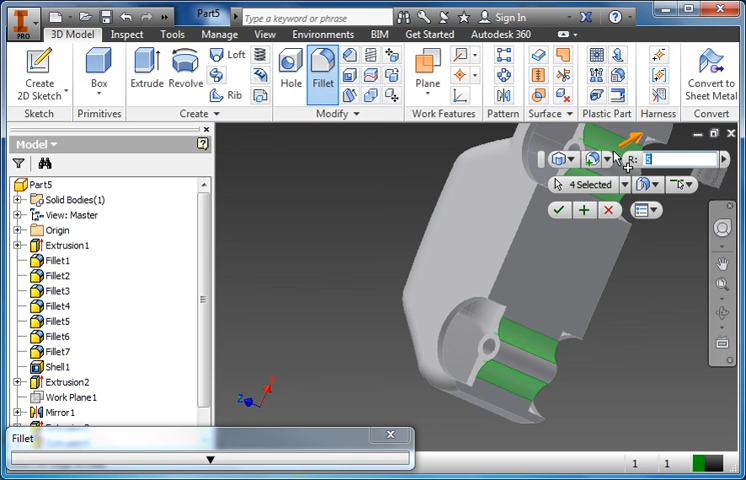 Part5
Type a keyword or phrase
Sign In
PRO
3D Model
Inspect
Tools
Manage
View
Environments
BIM
Get Started
Autodesk 360
Create
2D Sketch
Box
Extrude
Revolve
Loft
Rib
Hole
Fillet
Plane
Convert to
Sheet Metal
Sketch
Primitives
Create
Modify
Work Features
Pattern
Surface
Plastic Part
Harness
Convert
Model
Part5
Solid Bodies(1)
View: Master
Origin
Extrusion1
Fillet1
Fillet2
Fillet3
Fillet4
Fillet5
Fillet6
Fillet7
Shell1
Extrusion2
Work Plane1
Mirror1
R:
5
4 Selected
Fillet
1
1